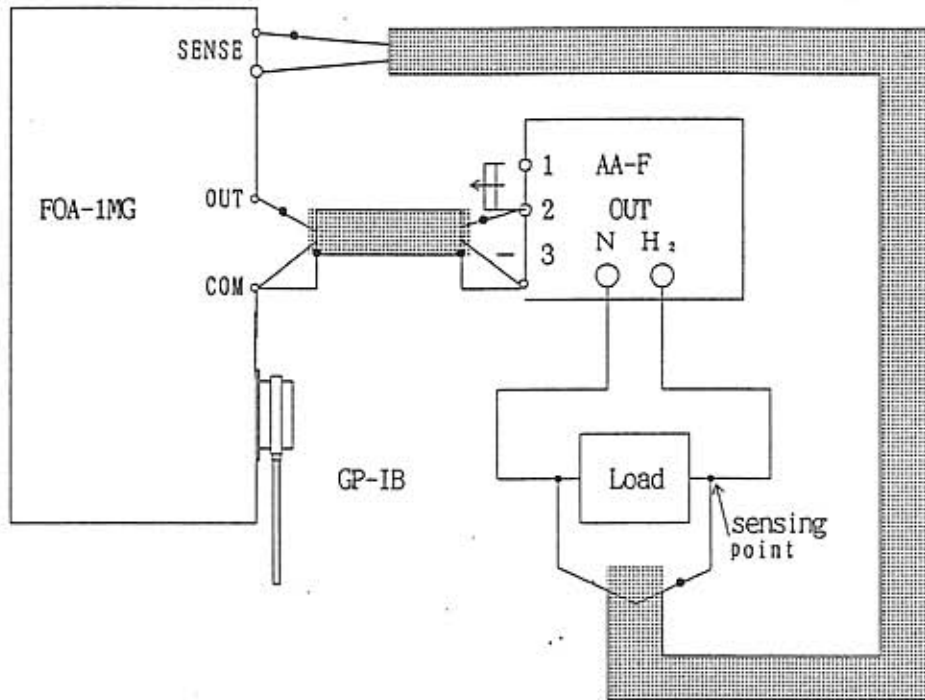 SENSE
FOA-1MG
OUT
COM
1 AA-F
2 OUT
3 N H₂
GP-IB
Load
sensing
point